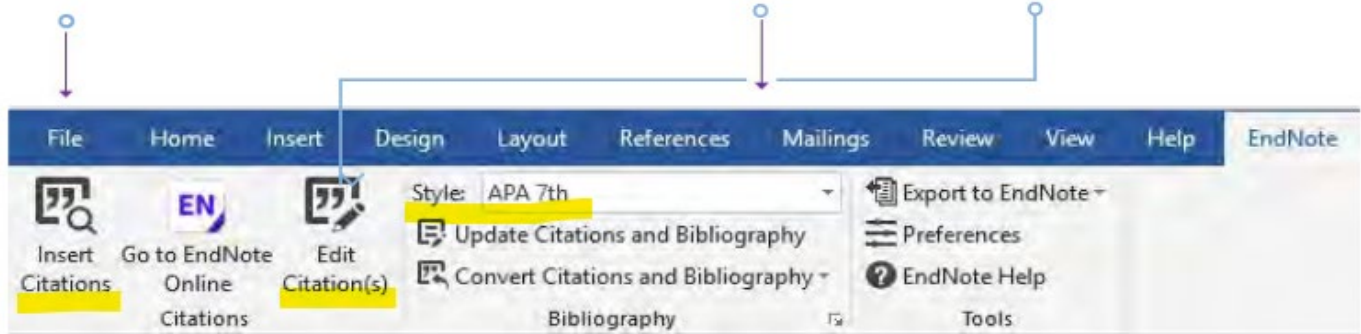 File Home Insert Design Layout References Mailings Review View Help EndNote
Insert Citations
EN
Go to EndNote Online
Edit Citation(s)
Style: APA 7th
Update Citations and Bibliography
Convert Citations and Bibliography
Export to EndNote
Preferences
EndNote Help
Citations Bibliography Tools